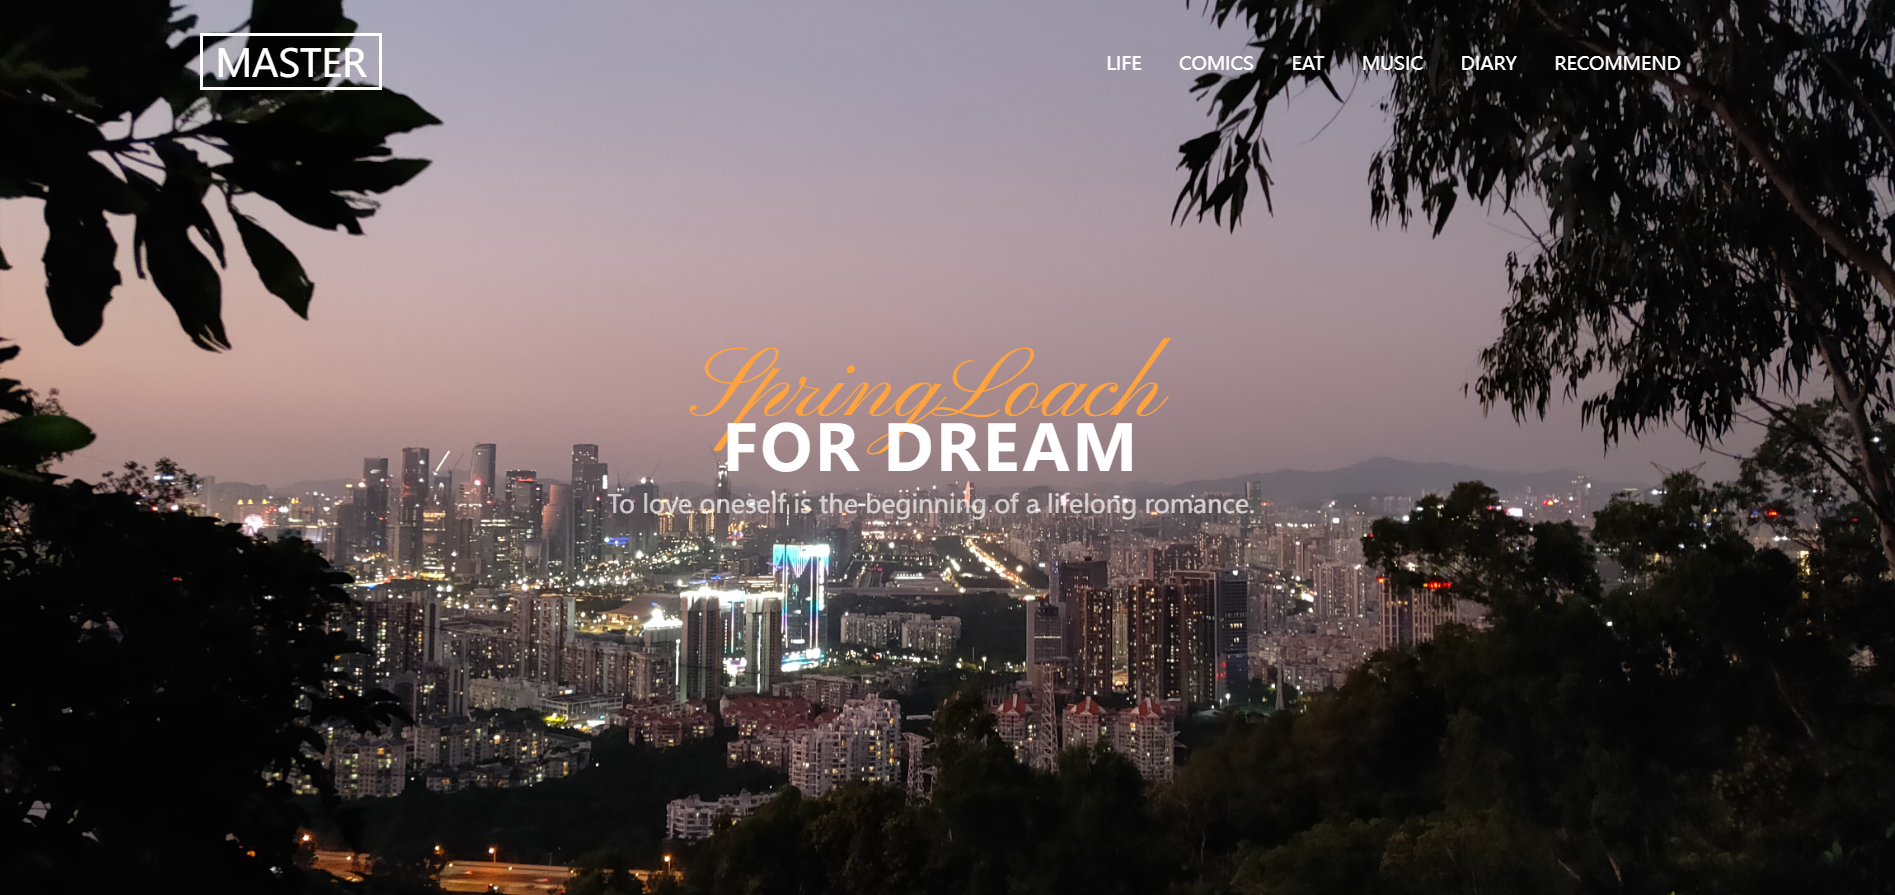 MASTER
LIFE COMICS EAT MUSIC DIARY RECOMMEND
SpringLoach
FOR DREAM
To love oneself is the beginning of a lifelong romance.